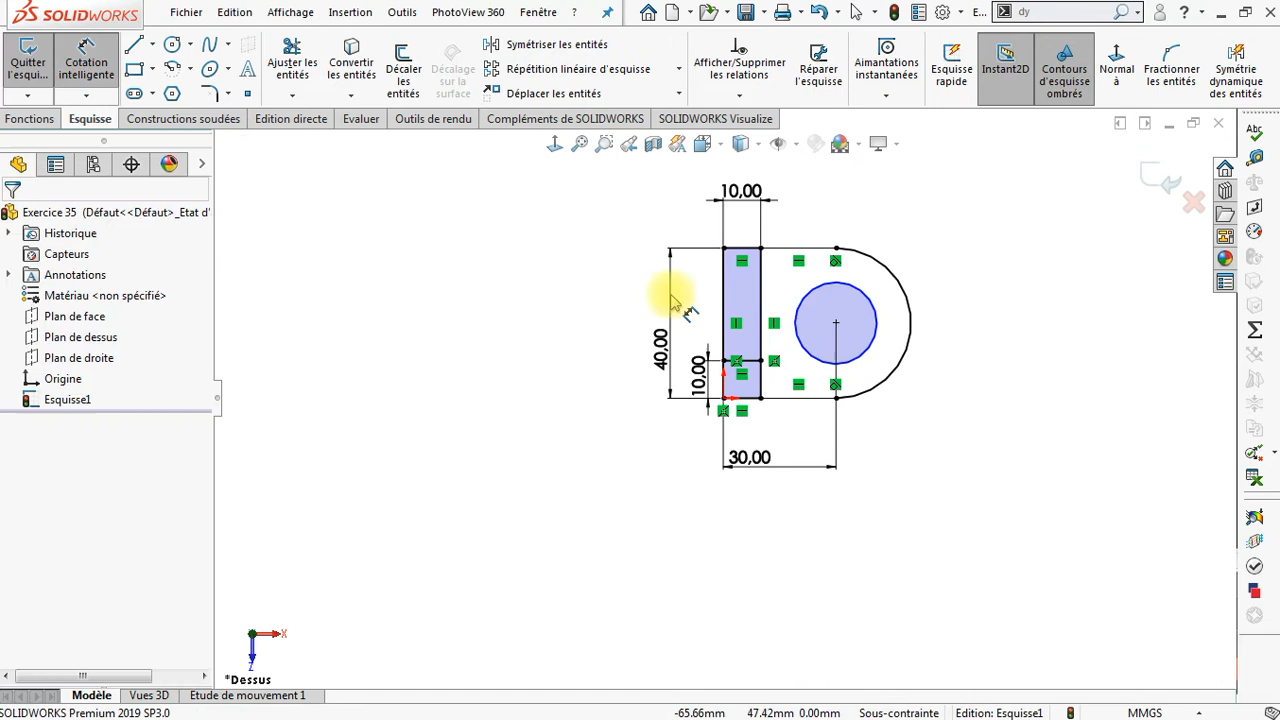 SOLIDWORKS
Fichier Edition Affichage Insertion Outils PhotoView 360 Fenêtre ?
E...
dy
Quitter l'esqui...
Cotation intelligente
Ajuster les entités
Convertir les entités
Décaler les entités
Décalage sur la surface
Symétriser les entités
Répétition linéaire d'esquisse
Déplacer les entités
Afficher/Supprimer les relations
Réparer l'esquisse
Aimantations instantanées
Esquisse rapide
Instant2D
Contours d'esquisse ombrés
Normal à
Fractionner les entités
Symétrie dynamique des entités
Fonctions Esquisse Constructions soudées Edition directe Evaluer Outils de rendu Compléments de SOLIDWORKS SOLIDWORKS Visualize
Exercice 35 (Défaut<<Défaut>_Etat d'
Historique
Capteurs
Annotations
Matériau <non spécifié>
Plan de face
Plan de dessus
Plan de droite
Origine
Esquisse1
10,00
40,00
10,00
30,00
X
Z
*Dessus
Abc
Modèle Vues 3D Etude de mouvement 1
SOLIDWORKS Premium 2019 SP3.0
-65.66mm 47.42mm 0.00mm Sous-contrainte Edition: Esquisse1 MMGS